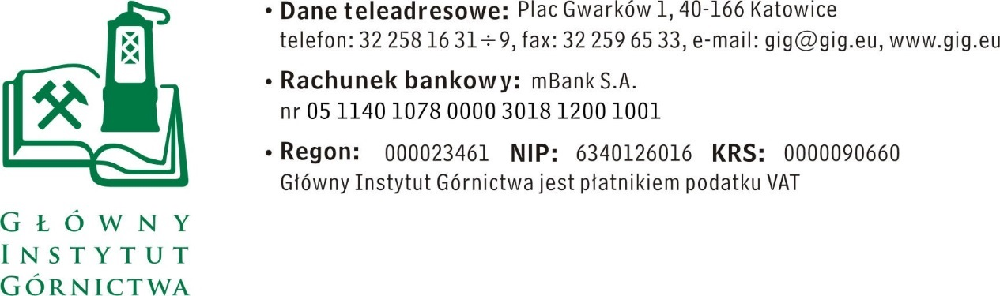 • Dane teleadresowe: Plac Gwarków 1, 40-166 Katowice
telefon: 32 258 16 31÷9, fax: 32 259 65 33, e-mail: gig@gig.eu, www.gig.eu
• Rachunek bankowy: mBank S.A.
nr 05 1140 1078 0000 3018 1200 1001
• Regon: 000023461 NIP: 6340126016 KRS: 0000090660
Główny Instytut Górnictwa jest płatnikiem podatku VAT
GŁÓWNY
INSTYTUT
GÓRNICTWA